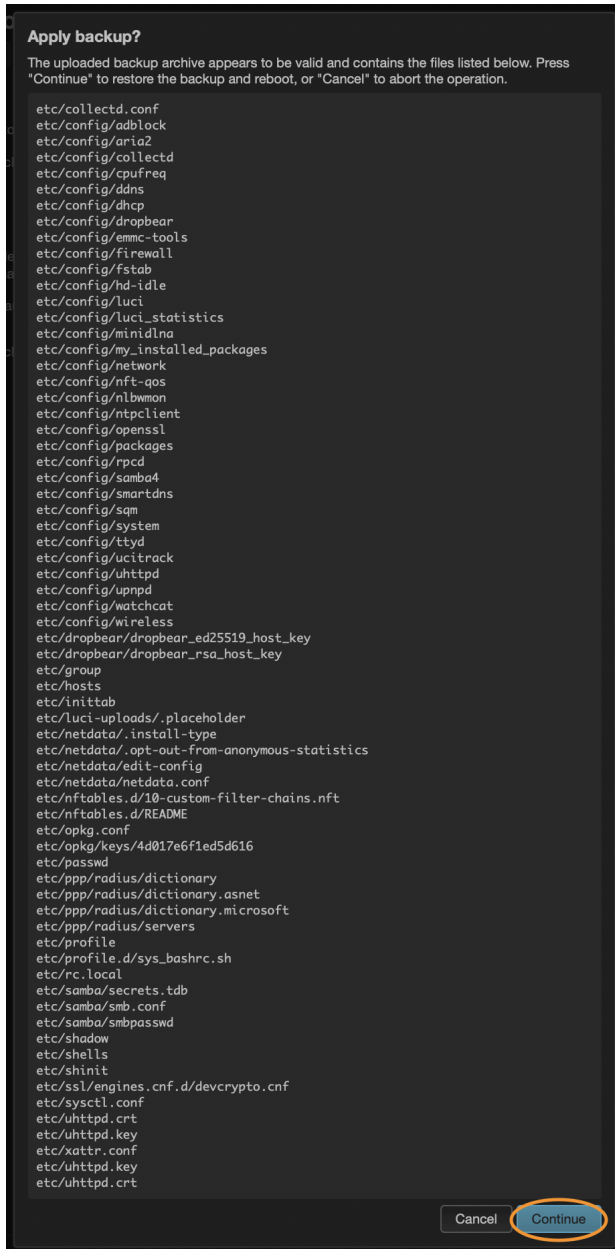 Apply backup?
The uploaded backup archive appears to be valid and contains the files listed below. Press
"Continue" to restore the backup and reboot, or "Cancel" to abort the operation.
etc/collectd.conf
etc/config/adblock
etc/config/aria2
etc/config/collectd
etc/config/cpufreq
etc/config/ddns
etc/config/dhcp
etc/config/dropbear
etc/config/emmc-tools
etc/config/firewall
etc/config/fstab
etc/config/hd-idle
etc/config/luci
etc/config/luci_statistics
etc/config/minidlna
etc/config/my_installed_packages
etc/config/network
etc/config/nft-qos
etc/config/nlbwmon
etc/config/ntpclient
etc/config/openssl
etc/config/packages
etc/config/rpcd
etc/config/samba4
etc/config/smartdns
etc/config/sqm
etc/config/system
etc/config/ttyd
etc/config/ucitrack
etc/config/uhttpd
etc/config/upnpd
etc/config/watchcat
etc/config/wireless
etc/dropbear/dropbear_ed25519_host_key
etc/dropbear/dropbear_rsa_host_key
etc/group
etc/hosts
etc/inittab
etc/luci-uploads/.placeholder
etc/netdata/.install-type
etc/netdata/.opt-out-from-anonymous-statistics
etc/netdata/edit-config
etc/netdata/netdata.conf
etc/nftables.d/10-custom-filter-chains.nft
etc/nftables.d/README
etc/opkg.conf
etc/opkg/keys/4d017e6f1ed5d616
etc/passwd
etc/ppp/radius/dictionary
etc/ppp/radius/dictionary.asnet
etc/ppp/radius/dictionary.microsoft
etc/ppp/radius/servers
etc/profile
etc/profile.d/sys_bashrc.sh
etc/rc.local
etc/samba/secrets.tdb
etc/samba/smb.conf
etc/samba/smbpasswd
etc/shadow
etc/shells
etc/shinit
etc/ssl/engines.cnf.d/devcrypto.cnf
etc/sysctl.conf
etc/uhttpd.crt
etc/uhttpd.key
etc/xattr.conf
etc/uhttpd.key
etc/uhttpd.crt
Cancel Continue